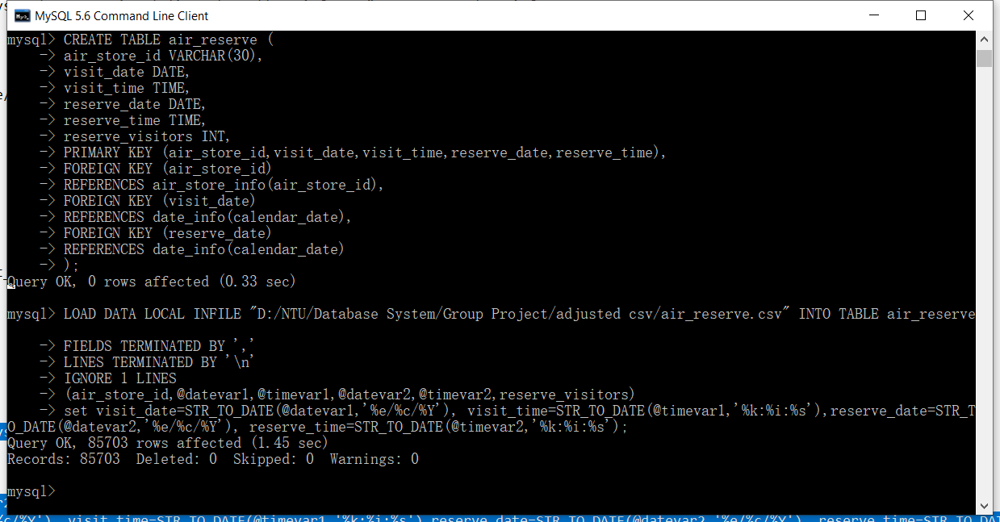 MySQL 5.6 Command Line Client
mysql> CREATE TABLE air_reserve (
    -> air_store_id VARCHAR(30),
    -> visit_date DATE,
    -> visit_time TIME,
    -> reserve_date DATE,
    -> reserve_time TIME,
    -> reserve_visitors INT,
    -> PRIMARY KEY (air_store_id,visit_date,visit_time,reserve_date,reserve_time),
    -> FOREIGN KEY (air_store_id)
    -> REFERENCES air_store_info(air_store_id),
    -> FOREIGN KEY (visit_date)
    -> REFERENCES date_info(calendar_date),
    -> FOREIGN KEY (reserve_date)
    -> REFERENCES date_info(calendar_date)
    -> );
Query OK, 0 rows affected (0.33 sec)
mysql> LOAD DATA LOCAL INFILE "D:/NTU/Database System/Group Project/adjusted csv/air_reserve.csv" INTO TABLE air_reserve
    -> FIELDS TERMINATED BY ','
    -> LINES TERMINATED BY '\n'
    -> IGNORE 1 LINES
    -> (air_store_id,@datevar1,@timevar1,@datevar2,@timevar2,reserve_visitors)
    -> set visit_date=STR_TO_DATE(@datevar1,'%e/%c/%Y'), visit_time=STR_TO_DATE(@timevar1,'%k:%i:%s'),reserve_date=STR_T
O_DATE(@datevar2,'%e/%c/%Y'), reserve_time=STR_TO_DATE(@timevar2,'%k:%i:%s');
Query OK, 85703 rows affected (1.45 sec)
Records: 85703  Deleted: 0  Skipped: 0  Warnings: 0
mysql>
%c/%Y'), visit_time=STR_TO_DATE(@timevar1,'%k:%i:%s'),reserve_date=STR_TO_DATE(@datevar2,'%e/%c/%Y'), reserve_time=STR_TO_DAT